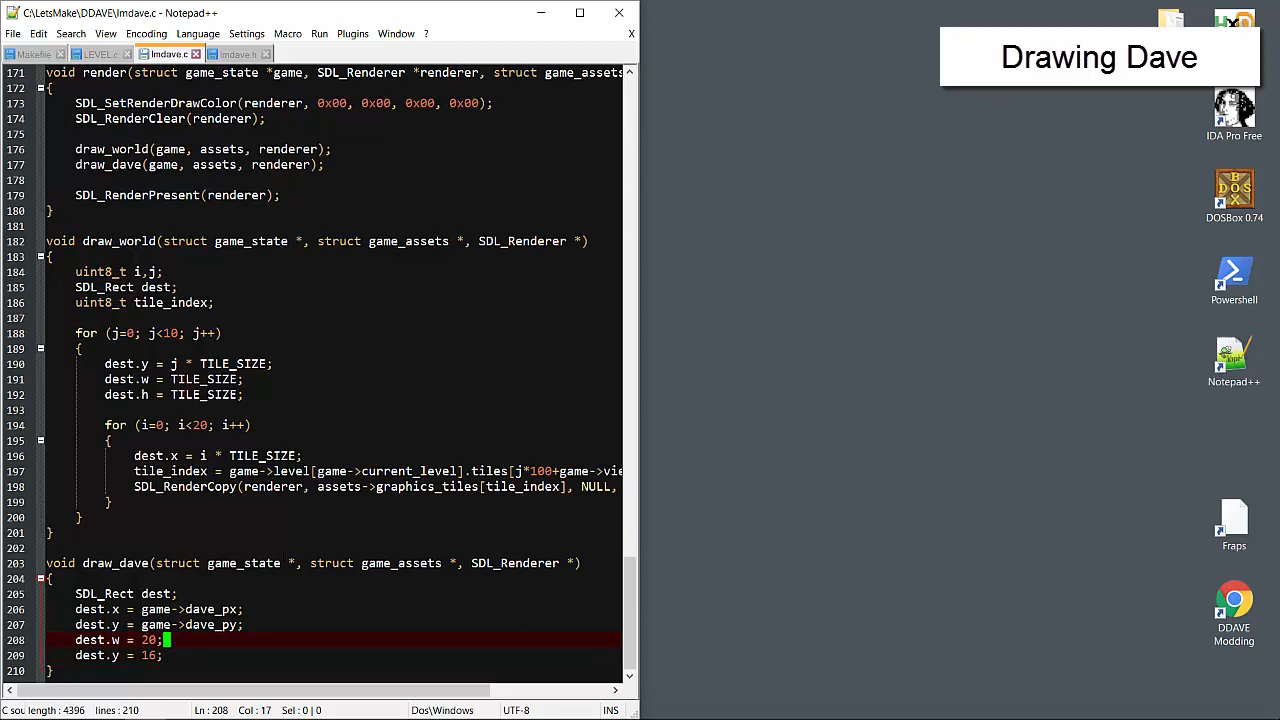 C:\LetsMake\DDAVE\lmdave.c - Notepad++
File Edit Search View Encoding Language Settings Macro Run Plugins Window ? X
Makefile LEVEL.c lmdave.c lmdave.h
171 void render(struct game_state *game, SDL_Renderer *renderer, struct game_assets
172 {
173 SDL_SetRenderDrawColor(renderer, 0x00, 0x00, 0x00, 0x00);
174 SDL_RenderClear(renderer);
175
176 draw_world(game, assets, renderer);
177 draw_dave(game, assets, renderer);
178
179 SDL_RenderPresent(renderer);
180 }
181
182 void draw_world(struct game_state *, struct game_assets *, SDL_Renderer *)
183 {
184 uint8_t i,j;
185 SDL_Rect dest;
186 uint8_t tile_index;
187
188 for (j=0; j<10; j++)
189 {
190 dest.y = j * TILE_SIZE;
191 dest.w = TILE_SIZE;
192 dest.h = TILE_SIZE;
193
194 for (i=0; i<20; i++)
195 {
196 dest.x = i * TILE_SIZE;
197 tile_index = game->level[game->current_level].tiles[j*100+game->vie
198 SDL_RenderCopy(renderer, assets->graphics_tiles[tile_index], NULL,
199 }
200 }
201 }
202
203 void draw_dave(struct game_state *, struct game_assets *, SDL_Renderer *)
204 {
205 SDL_Rect dest;
206 dest.x = game->dave_px;
207 dest.y = game->dave_py;
208 dest.w = 20;
209 dest.y = 16;
210 }
C sou length : 4396 lines : 210 Ln : 208 Col : 17 Sel : 0 | 0 Dos\Windows UTF-8 INS
Drawing Dave
IDA Pro Free
DOSBox 0.74
Powershell
Notepad++
Fraps
DDAVE
Modding